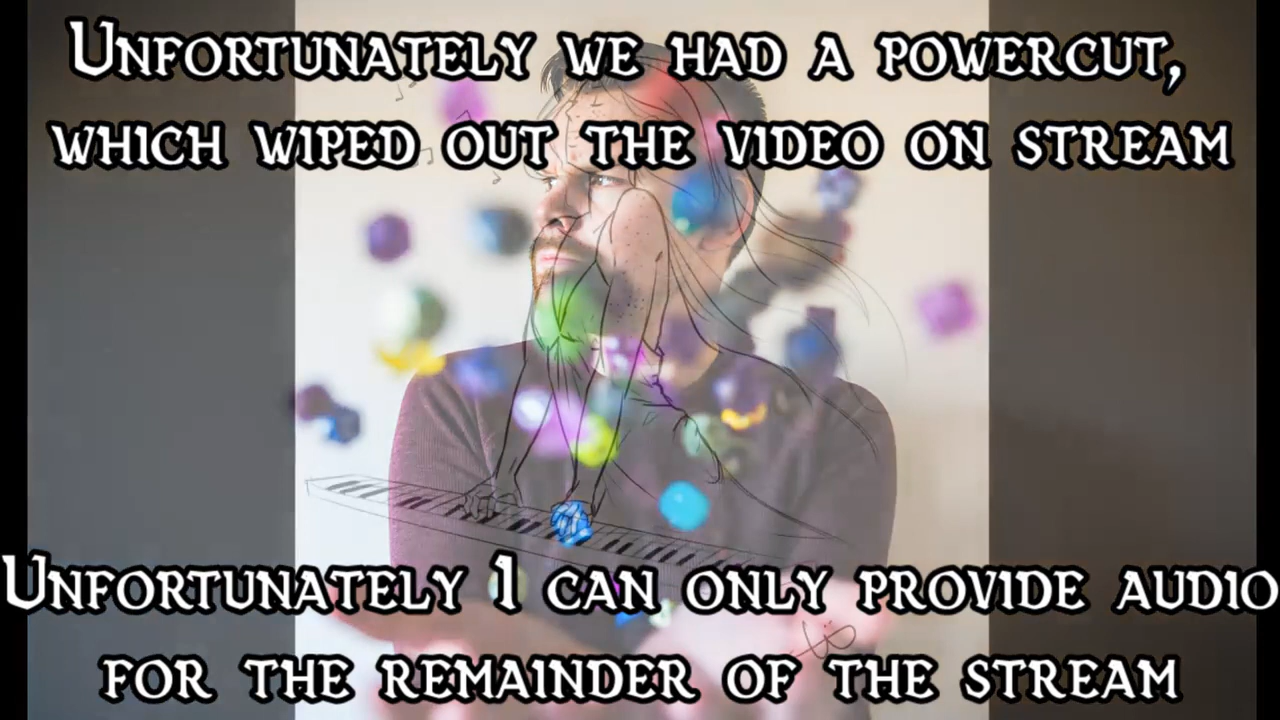 Unfortunately we had a powercut,
which wiped out the video on stream
Unfortunately I can only provide audio
for the remainder of the stream